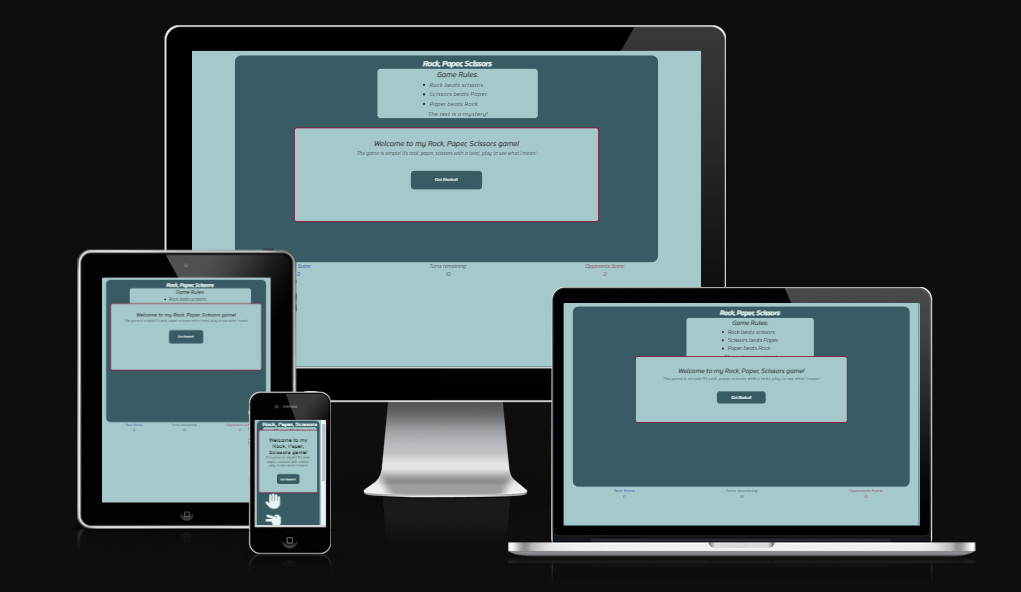 Rock, Paper, Scissors
Game Rules:
Rock beats scissors
Scissors beats Paper
Paper beats Rock
The rest is a mystery!
Welcome to my Rock, Paper, Scissors game!
The game is simple! It's rock, paper, scissors with a twist, play to see what I mean!
Get Started!
Score:
0
Turns remaining:
10
Opponents Score:
0
Rock, Paper, Scissors
Game Rules:
Rock beats scissors
Welcome to my Rock, Paper, Scissors game!
The game is simple! It's rock, paper, scissors with a twist, play to see what I mean!
Get Started!
Turns remaining:
Rock, Paper, Scissors
Welcome to my
Rock, Paper,
Scissors game!
The game is simple! It's rock,
paper, scissors with a twist,
play to see what I mean!
Get Started!
Rock, Paper, Scissors
Game Rules:
Rock beats scissors
Scissors beats Paper
Paper beats Rock
Welcome to my Rock, Paper, Scissors game!
The game is simple! It's rock, paper, scissors with a twist, play to see what I mean!
Get Started!
Your Score:
0
Turns remaining:
10
Opponents Score:
0